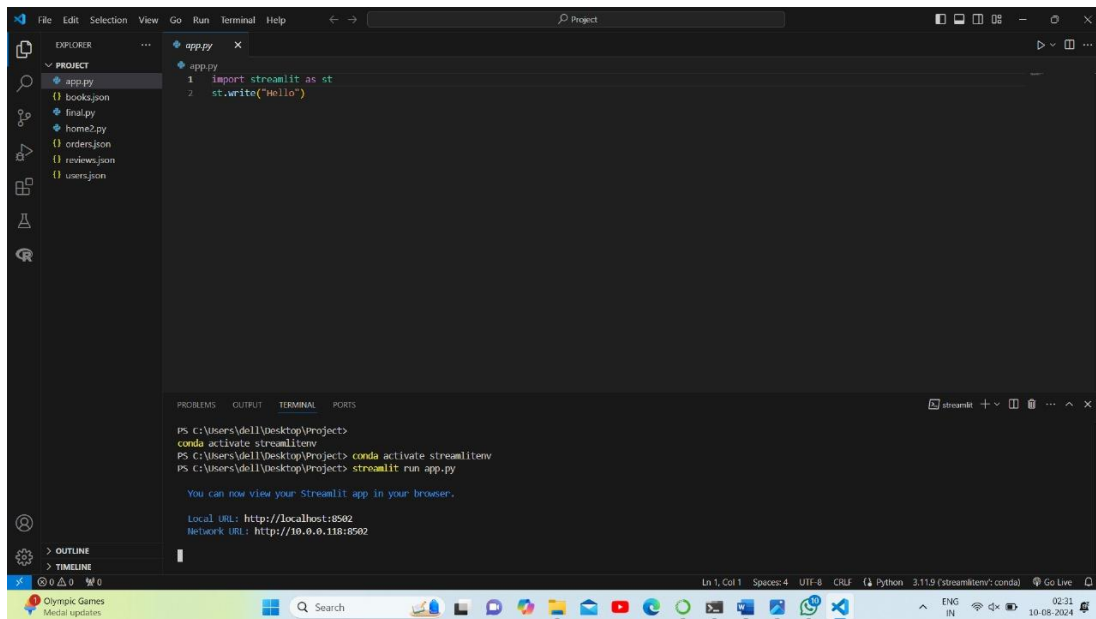 File Edit Selection View Go Run Terminal Help Project
EXPLORER
PROJECT
app.py
books.json
final.py
home2.py
orders.json
reviews.json
users.json
OUTLINE
TIMELINE
app.py
app.py
1 import streamlit as st
2 st.write("Hello")
PROBLEMS OUTPUT TERMINAL PORTS
streamlit
PS C:\Users\dell\Desktop\Project>
conda activate streamlitenv
PS C:\Users\dell\Desktop\Project> conda activate streamlitenv
PS C:\Users\dell\Desktop\Project> streamlit run app.py
You can now view your Streamlit app in your browser.
Local URL: http://localhost:8502
Network URL: http://10.0.0.118:8502
0 0 0 Ln 1, Col 1 Spaces: 4 UTF-8 CRLF Python 3.11.9 ('streamlitenv': conda) Go Live
Olympic Games
Medal updates
Search
10
ENG
IN
02:31
10-08-2024